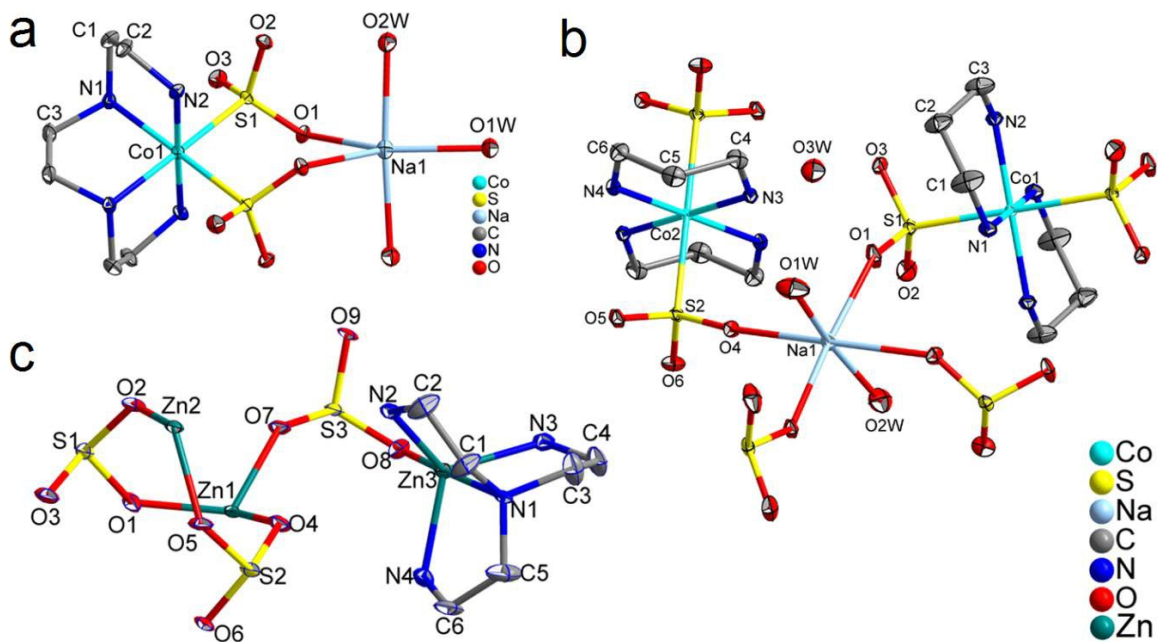 a
C1
C2
O2
O2W
O3
N1
N2
O1
C3
S1
O1W
Co1
Na1
Co
S
Na
C
N
O
b
C3
C2
N2
C6
C5
C4
O3W
O3
C1
Co1
N4
N3
S1
Co2
O1
N1
O1W
O2
S2
O5
O4
Na1
O6
O2W
c
O9
O2
Zn2
N2
C2
O7
S3
N3
C4
S1
C1
O8
Zn1
Zn3
C3
O3
O1
O4
N1
O5
S2
N4
C5
O6
C6
Co
S
Na
C
N
O
Zn